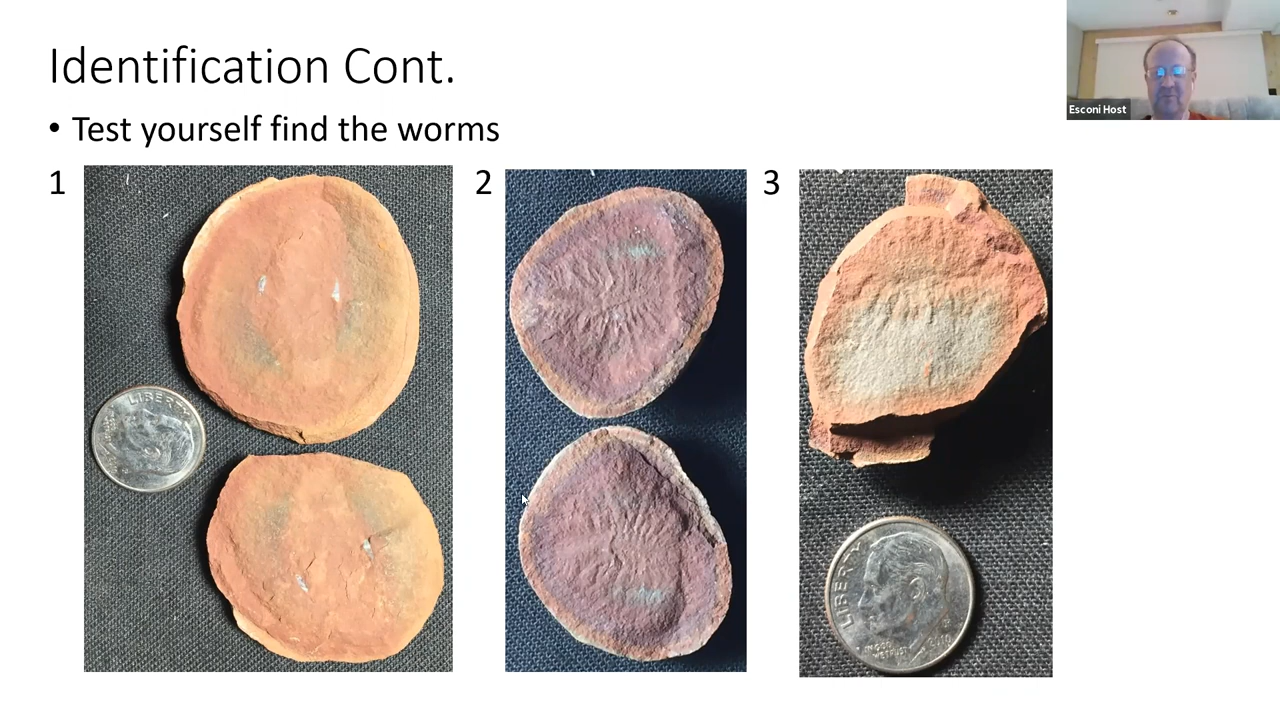 Identification Cont.
• Test yourself find the worms
1
2
3
Esconi Host
LIBERTY
LIBERTY